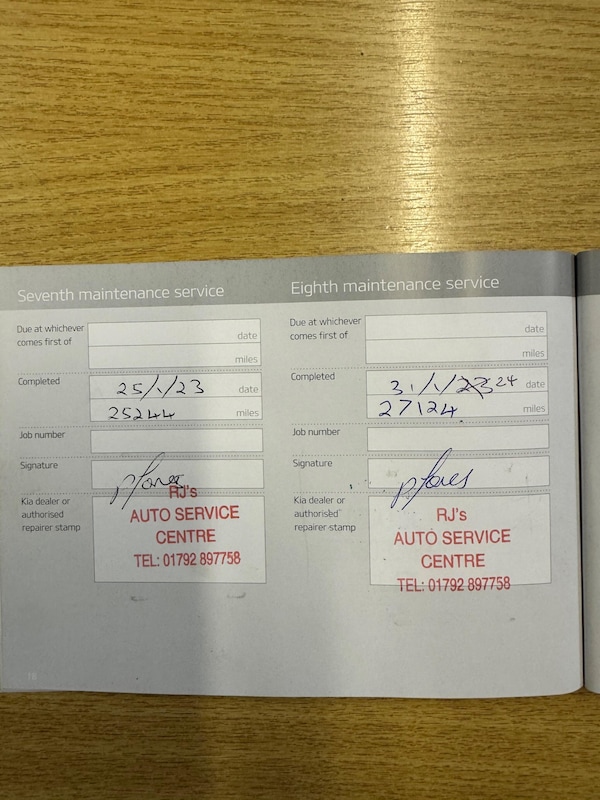 Seventh maintenance service
Due at whichever
comes first of
date
miles
Completed
25/1/23 date
25244 miles
Job number
Signature
Kia dealer or
authorised
repairer stamp
RJ's
AUTO SERVICE
CENTRE
TEL: 01792 897758
Eighth maintenance service
Due at whichever
comes first of
date
miles
Completed
31/1/23 24 date
27124 miles
Job number
Signature
Kia dealer or
authorised
repairer stamp
RJ's
AUTO SERVICE
CENTRE
TEL: 01792 897758